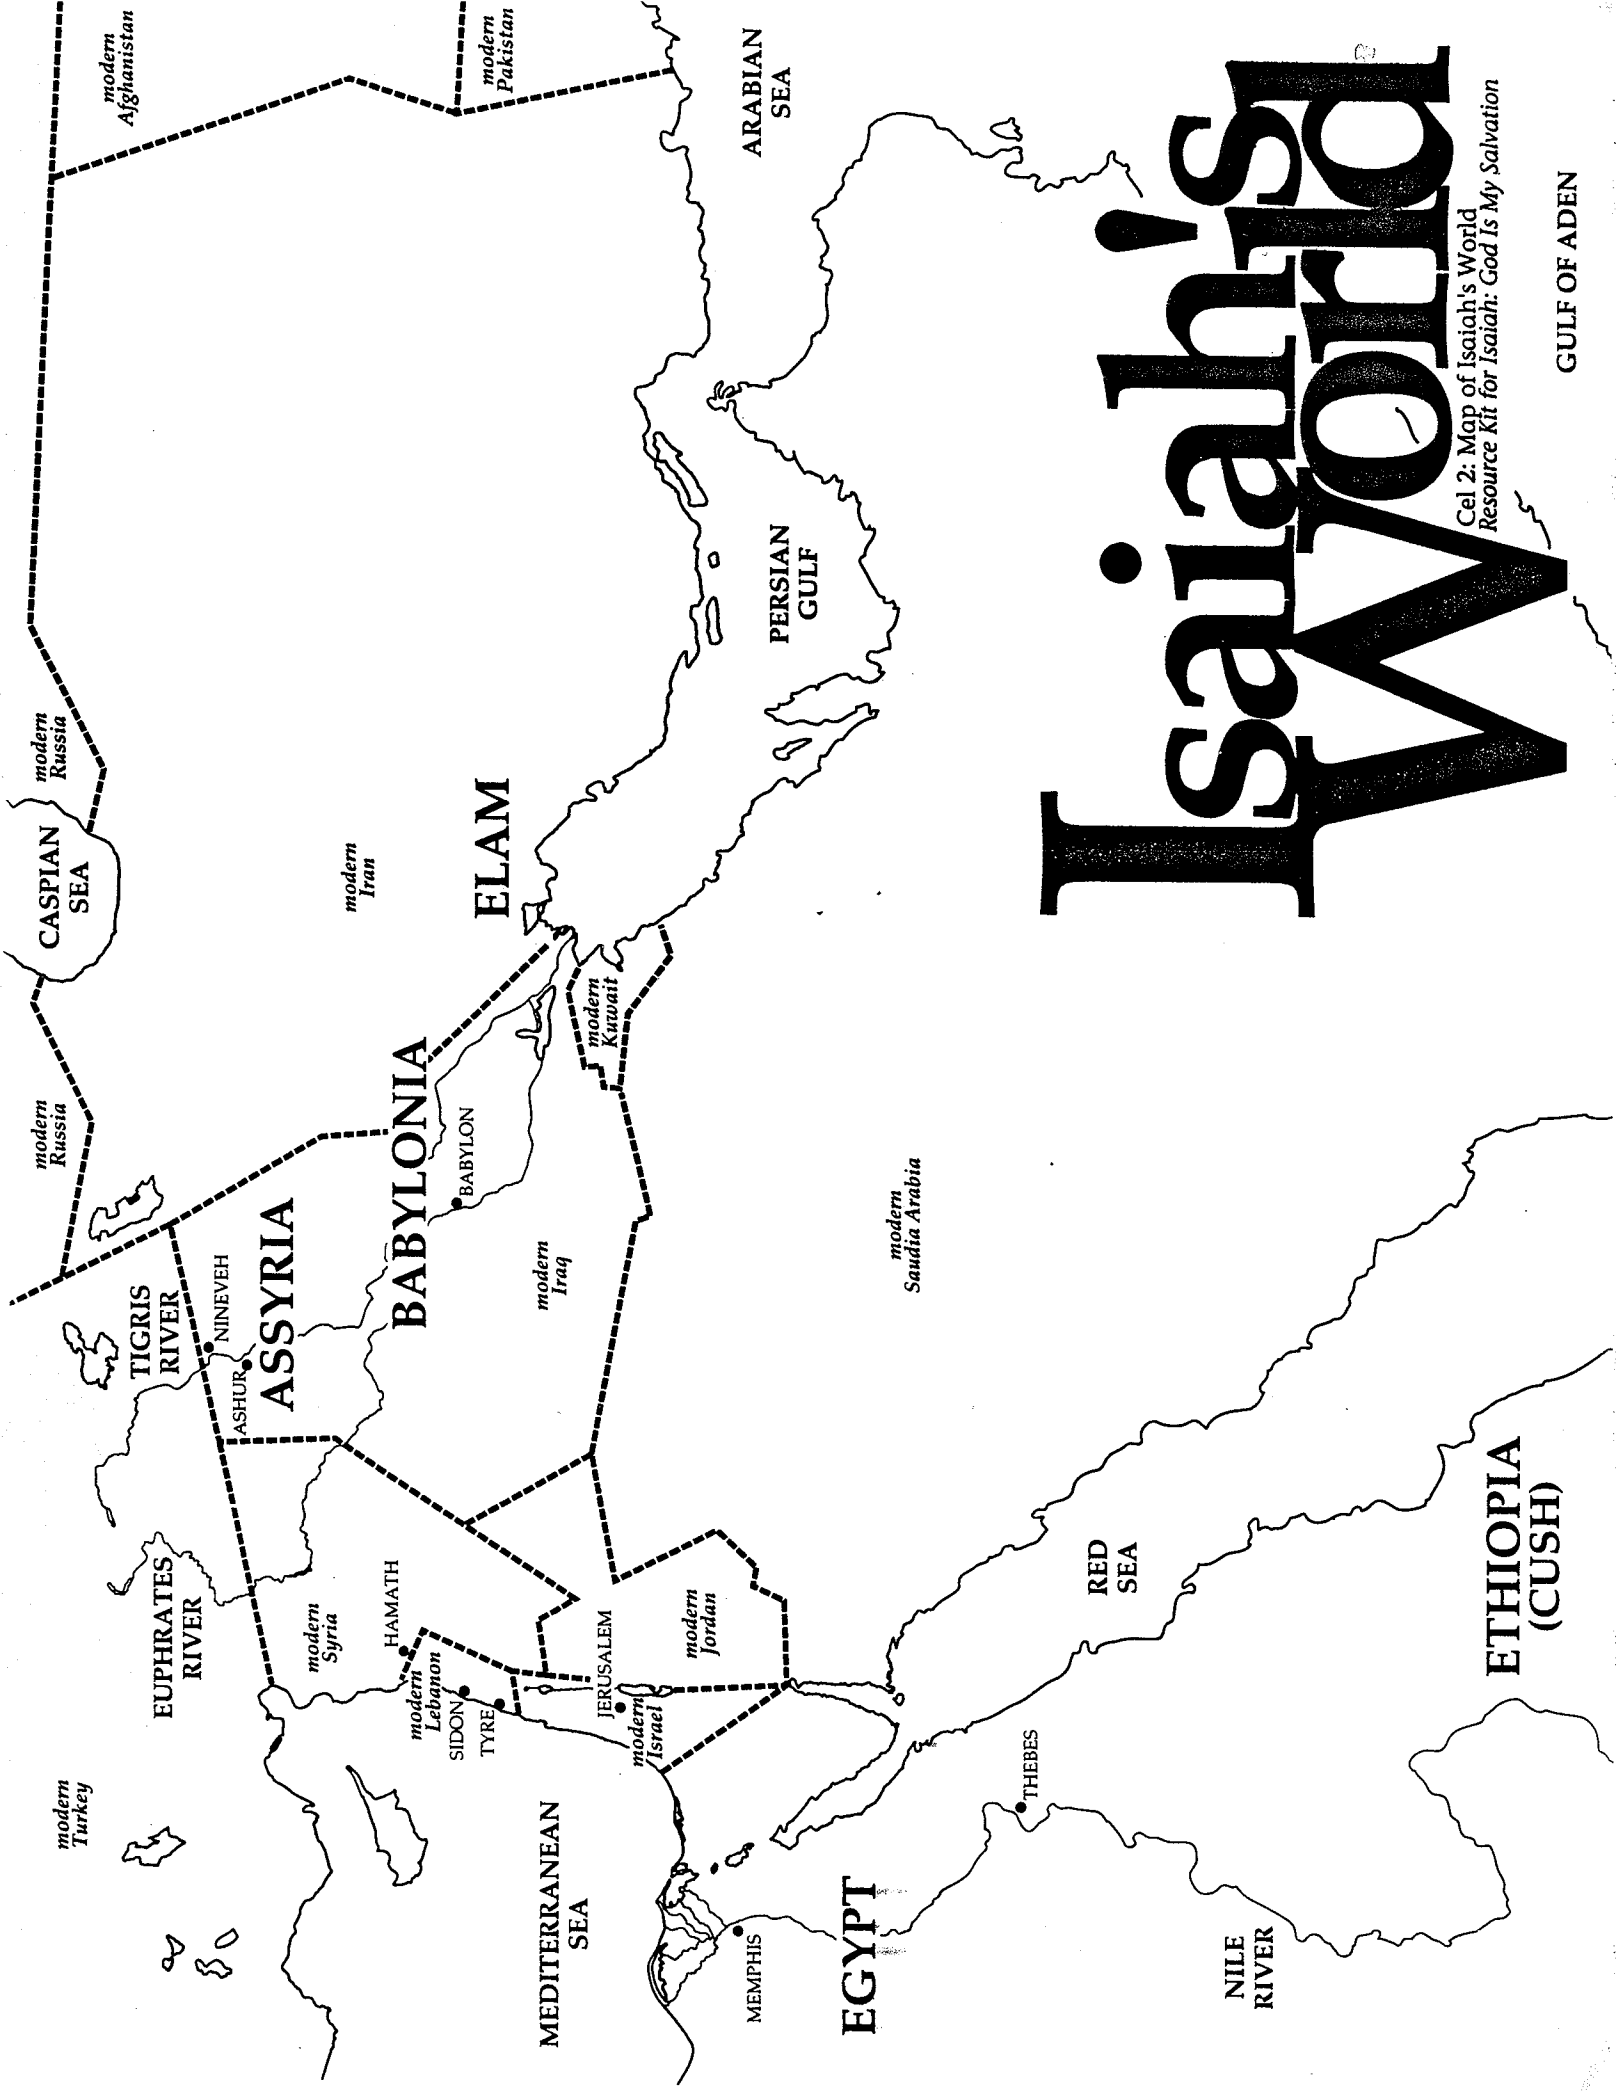 modern
Turkey
EUPHRATES
RIVER
TIGRIS
RIVER
modern
Russia
CASPIAN
SEA
modern
Russia
modern
Afghanistan
modern
Pakistan
NINEVEH
ASHUR
ASSYRIA
modern
Syria
HAMATH
modern
Lebanon
SIDON
TYRE
BABYLONIA
BABYLON
modern
Iran
ELAM
modern
Iraq
modern
Kuwait
MEDITERRANEAN
SEA
JERUSALEM
modern
Israel
modern
Jordan
PERSIAN
GULF
ARABIAN
SEA
MEMPHIS
EGYPT
modern
Saudia Arabia
THEBES
RED
SEA
NILE
RIVER
ETHIOPIA
(CUSH)
Isaiah's
World
Cel 2: Map of Isaiah's World
Resource Kit for Isaiah: God Is My Salvation
GULF OF ADEN